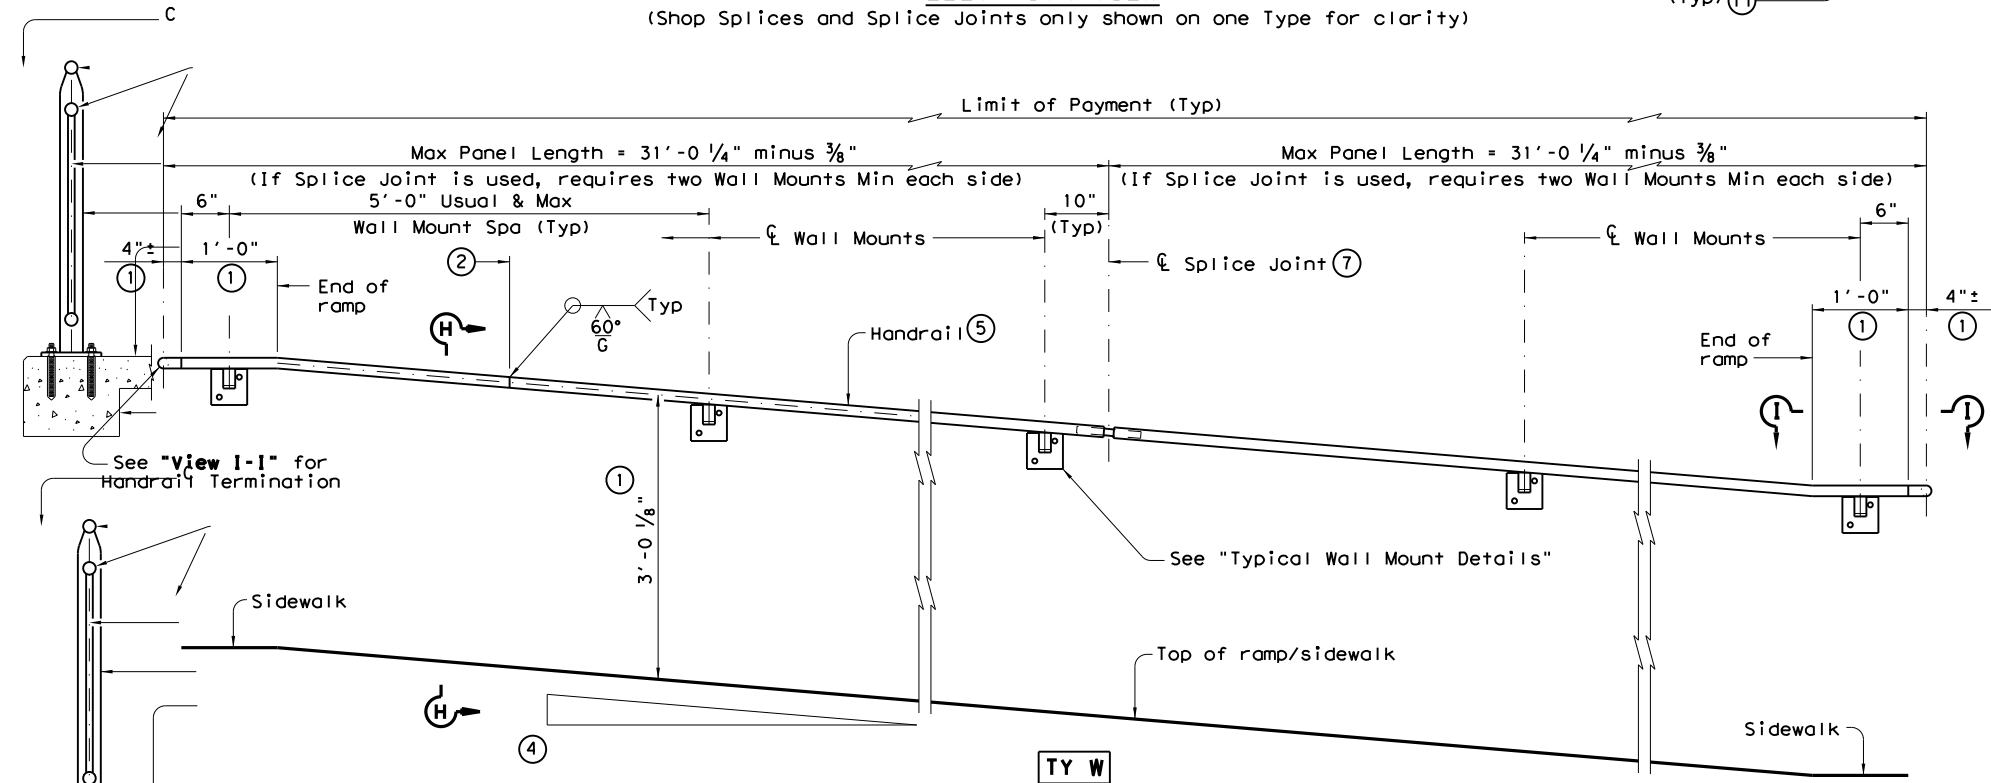 C
(Shop Splices and Splice Joints only shown on one Type for clarity)
Limit of Payment (Typ)
Max Panel Length = 31'-0 1/4" minus 3/8"
Max Panel Length = 31'-0 1/4" minus 3/8"
(If Splice Joint is used, requires two Wall Mounts Min each side)
(If Splice Joint is used, requires two Wall Mounts Min each side)
6"
5'-0" Usual & Max
10"
6"
Wall Mount Spa (Typ)
(Typ)
℄ Wall Mounts
℄ Wall Mounts
4"±
1'-0"
2
℄ Splice Joint 7
1
1
End of
ramp
1'-0"
4"±
Typ
60°
G
H
Handrail 5
1
1
End of
ramp
I
I
See "View I-I" for
Handrail Termination
C
1
3'-0 1/8"
See "Typical Wall Mount Details"
Sidewalk
Top of ramp/sidewalk
H
4
Sidewalk
TY W